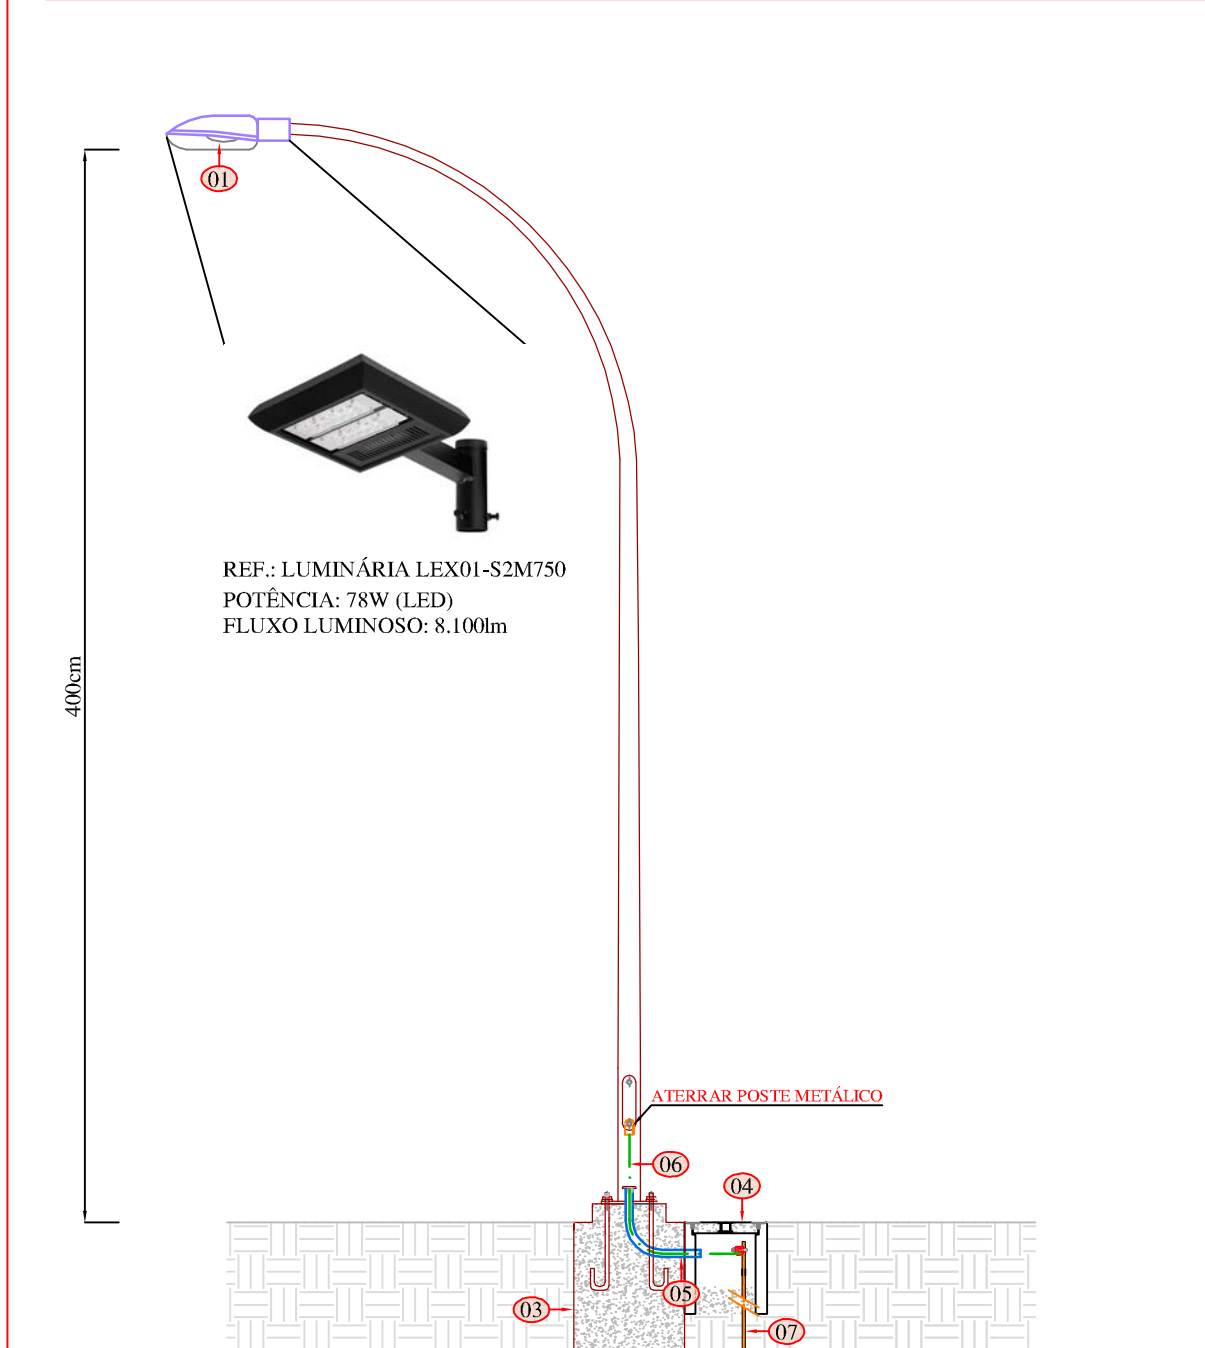 01
REF.: LUMINÁRIA LEX01-S2M750
POTÊNCIA: 78W (LED)
FLUXO LUMINOSO: 8.100lm
400cm
ATERRAR POSTE METÁLICO
06
04
05
03
07